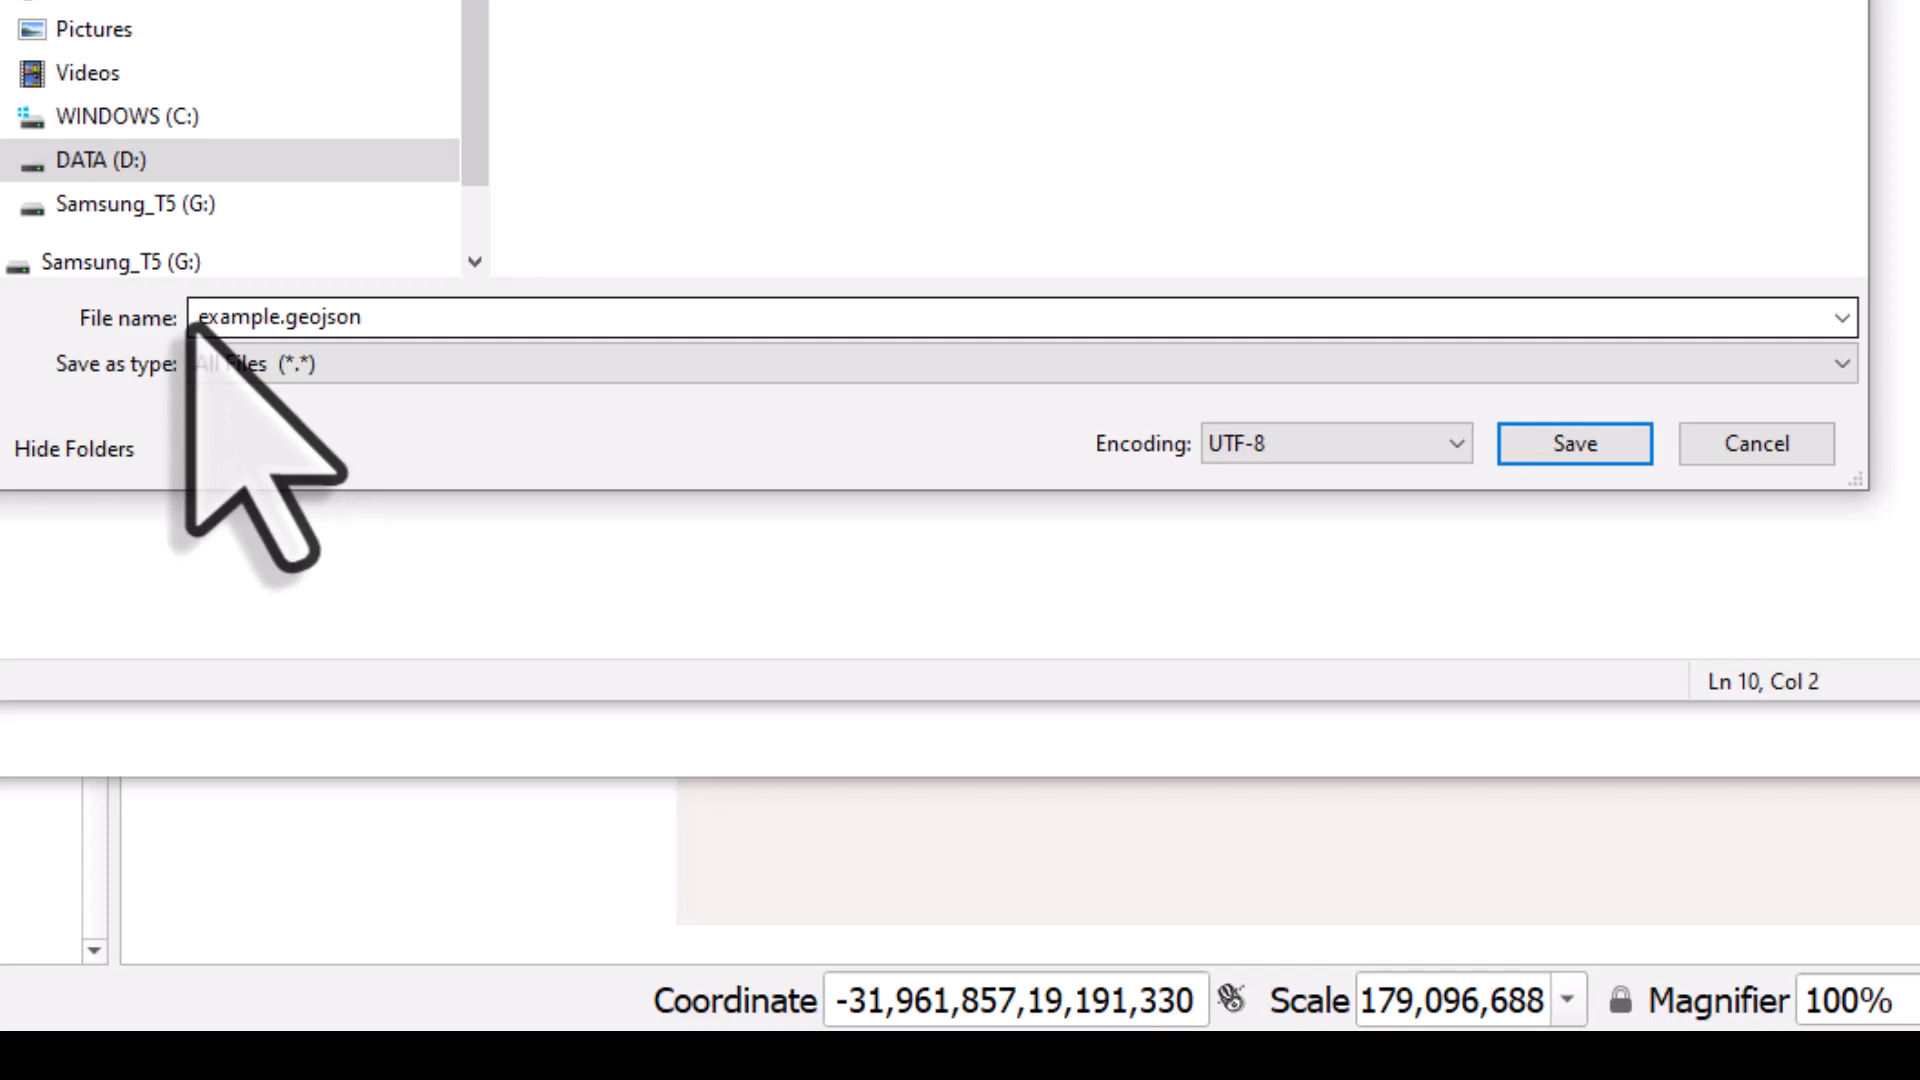 Pictures
Videos
WINDOWS (C:)
DATA (D:)
Samsung_T5 (G:)
Samsung_T5 (G:)
File name: example.geojson
Save as type: All Files (*.*)
Hide Folders
Encoding: UTF-8 Save Cancel
Ln 10, Col 2
Coordinate -31,961,857,19,191,330 Scale 179,096,688 Magnifier 100%